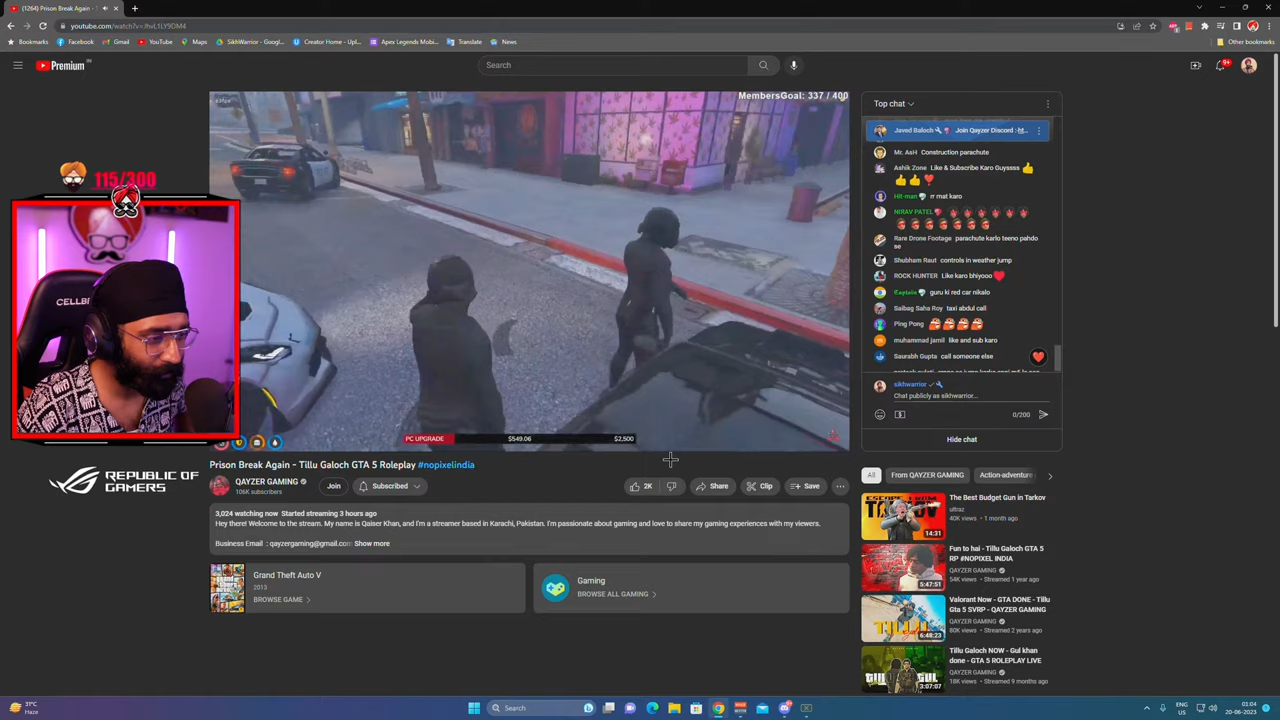 (1264) Prison Break Again -
youtube.com/watch?v=JhvL1LY9DM4
Bookmarks
Facebook
Gmail
YouTube
Maps
SikhWarrior - Googl...
Creator Home - Upl...
Apex Legends Mobi...
Translate
News
Other bookmarks
Premium IN
Search
9+
MembersGoal: 337 / 400
115/300
CELLB
REPUBLIC OF
GAMERS
PC UPGRADE $549.06 $2,500
Top chat
Javed Baloch Join Qayzer Discord :-ht...
Mr. AsH Construction parachute
Ashik Zone Like & Subscribe Karo Guyssss
Hit-man rr mat karo
NIRAV PATEL
Rare Drone Footage parachute karlo teeno pahdo
se
Shubham Raut controls in weather jump
ROCK HUNTER Like karo bhiyooo
Captain guru ki red car nikalo
Saibag Saha Roy taxi abdul call
Ping Pong
muhammad jamil like and sub karo
Saurabh Gupta call someone else
sikhwarrior
Chat publicly as sikhwarrior...
0/200
Hide chat
Prison Break Again - Tillu Galoch GTA 5 Roleplay #nopixelindia
QAYZER GAMING
106K subscribers
Join
Subscribed
2K
Share
Clip
Save
3,024 watching now Started streaming 3 hours ago
Hey there! Welcome to the stream. My name is Qaiser Khan, and I'm a streamer based in Karachi, Pakistan. I'm passionate about gaming and love to share my gaming experiences with my viewers.
Business Email : qayzergaming@gmail.com Show more
Grand Theft Auto V
2013
BROWSE GAME
Gaming
BROWSE ALL GAMING
All
From QAYZER GAMING
Action-adventure
The Best Budget Gun in Tarkov
ultraz
40K views • 1 month ago
14:31
Fun to hai - Tillu Galoch GTA 5
RP #NOPIXEL INDIA
QAYZER GAMING
54K views • Streamed 1 year ago
5:47:51
Valorant Now - GTA DONE - Tillu
Gta 5 SVRP - QAYZER GAMING
QAYZER GAMING
80K views • Streamed 2 years ago
6:48:23
Tillu Galoch NOW - Gul khan
done - GTA 5 ROLEPLAY LIVE
QAYZER GAMING
18K views • Streamed 9 months ago
3:07:07
31°C
Haze
Search
ENG
US
01:04
20-06-2023